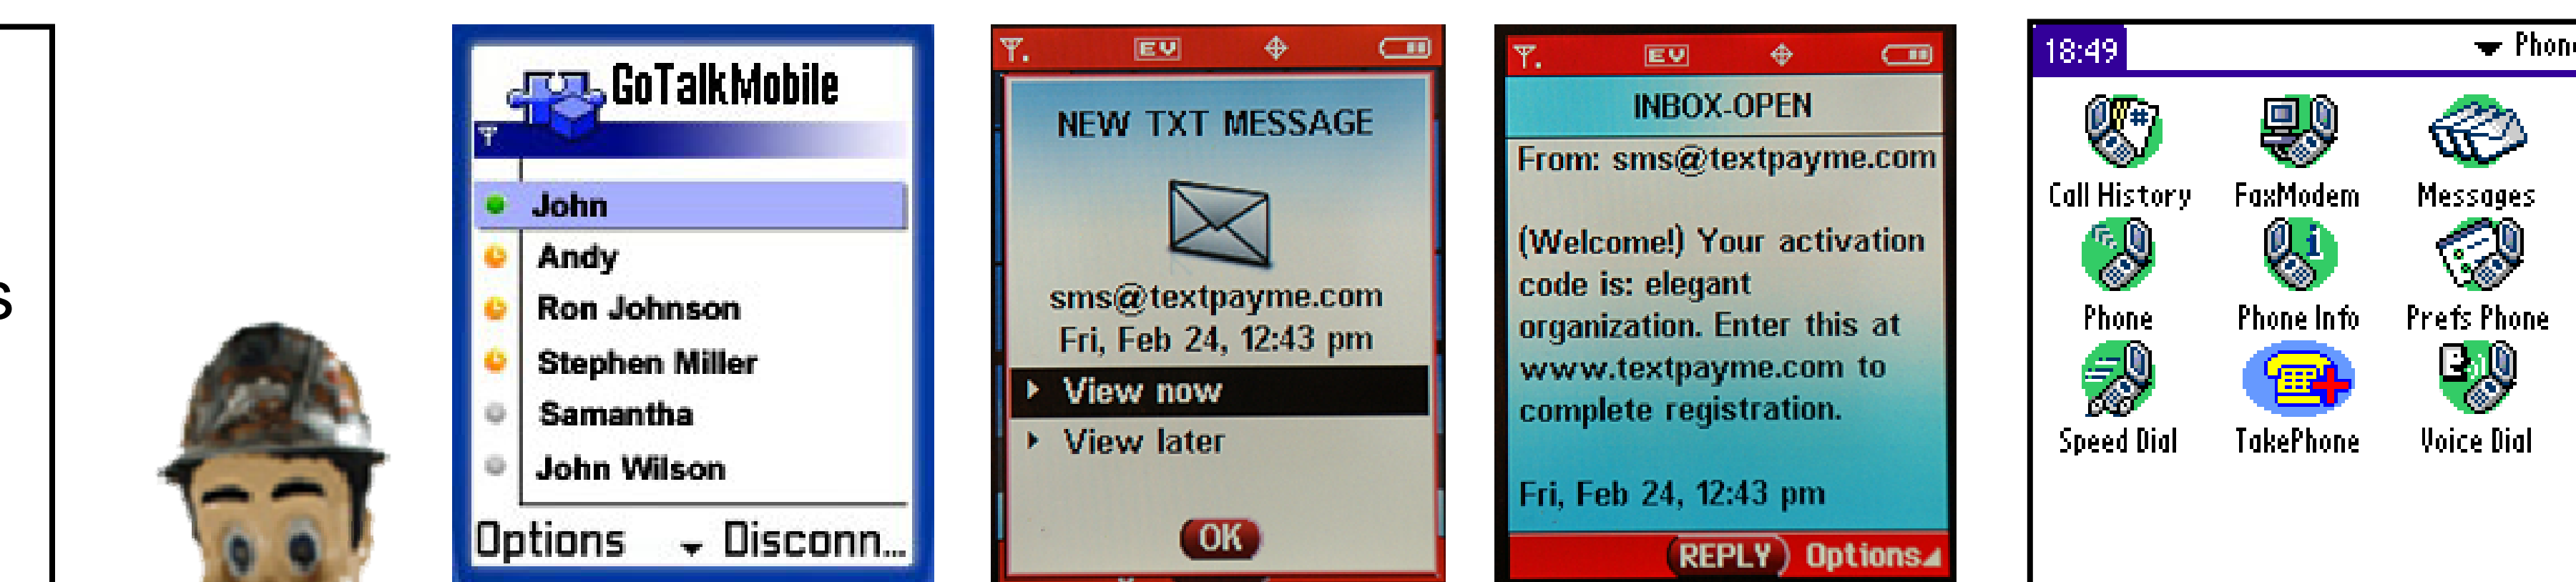 s
GoTalkMobile
John
Andy
Ron Johnson
Stephen Miller
Samantha
John Wilson
Options Disconn...
EV
NEW TXT MESSAGE
sms@textpayme.com
Fri, Feb 24, 12:43 pm
View now
View later
OK
EV
INBOX-OPEN
From: sms@textpayme.com
(Welcome!) Your activation
code is: elegant
organization. Enter this at
www.textpayme.com to
complete registration.
Fri, Feb 24, 12:43 pm
REPLY Options
18:49 Phone
Call History FaxModem Messages
Phone Phone Info Prefs Phone
Speed Dial TakePhone Voice Dial